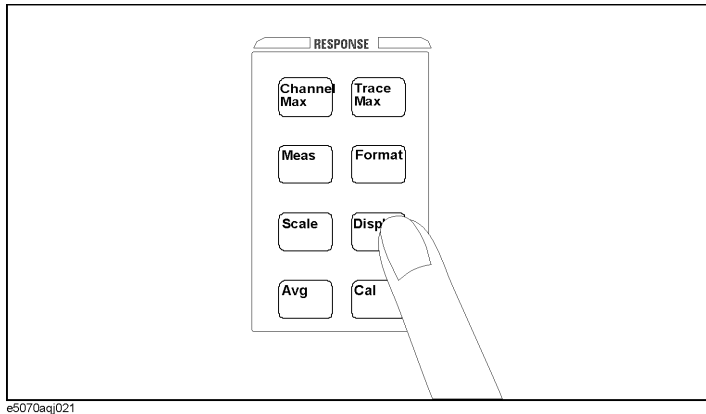 RESPONSE
Channel
Max
Trace
Max
Meas
Format
Scale
Avg
Cal
e5070aqj021